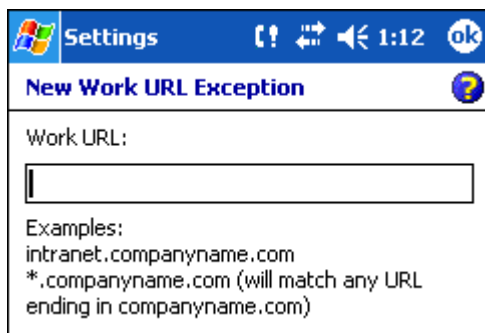 Settings 1:12 ok
New Work URL Exception ?
Work URL:
Examples:
intranet.companyname.com
*.companyname.com (will match any URL
ending in companyname.com)